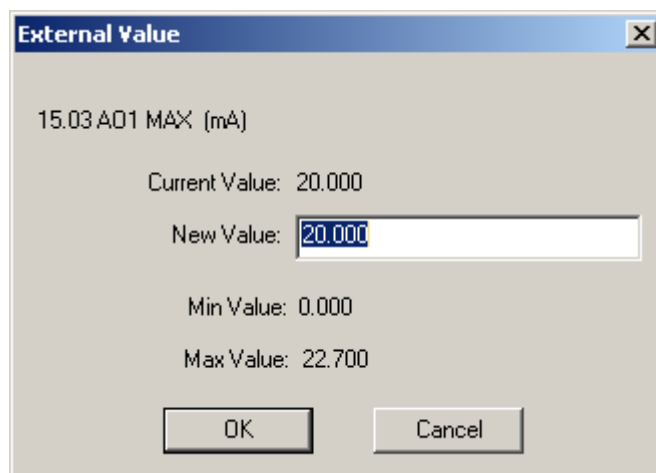 External Value
15.03 AO1 MAX (mA)
Current Value: 20.000
New Value: 20.000
Min Value: 0.000
Max Value: 22.700
OK Cancel